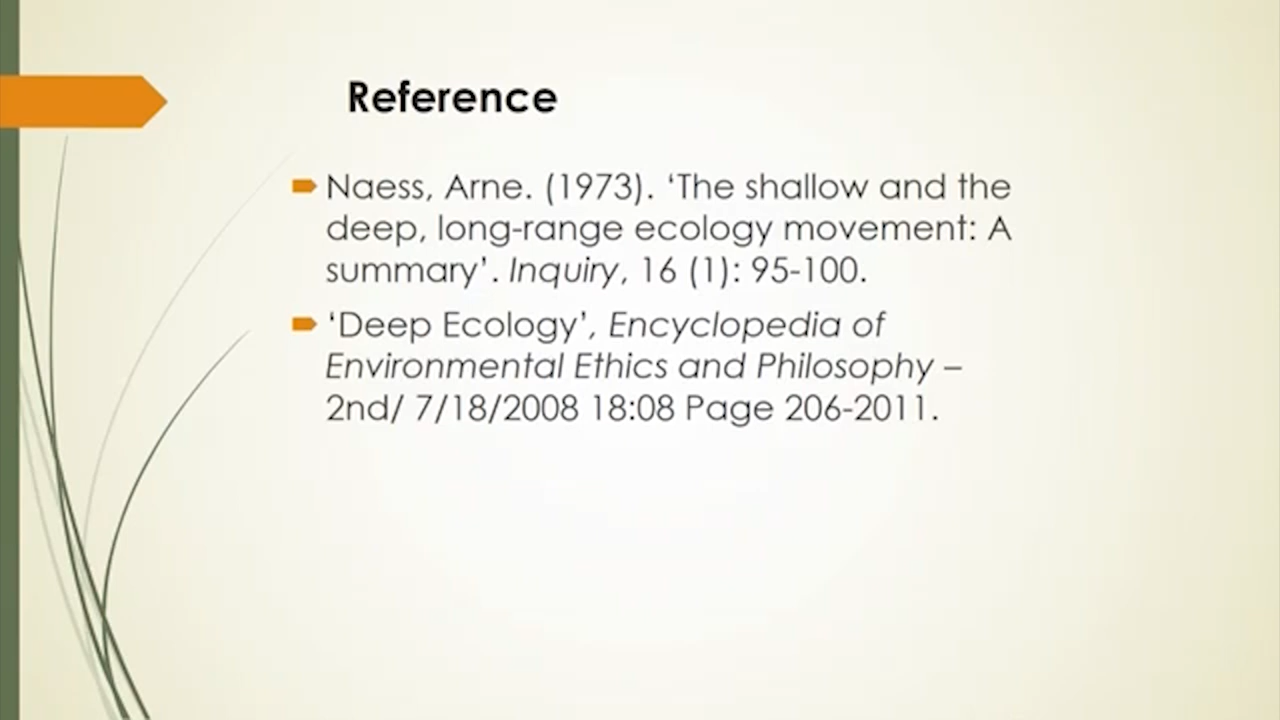 Reference
Naess, Arne. (1973). ‘The shallow and the
deep, long-range ecology movement: A
summary’. Inquiry, 16 (1): 95-100.
‘Deep Ecology’, Encyclopedia of
Environmental Ethics and Philosophy –
2nd/ 7/18/2008 18:08 Page 206-2011.